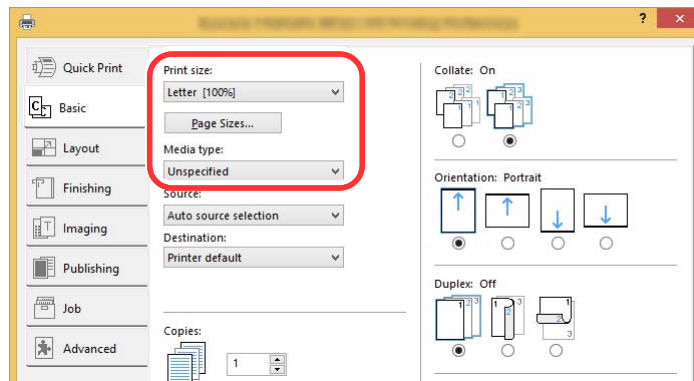 ?
×
Quick Print
Basic
Layout
Finishing
Imaging
Publishing
Job
Advanced
Print size:
Letter [100%]
Page Sizes...
Media type:
Unspecified
Source:
Auto source selection
Destination:
Printer default
Copies:
1
Collate: On
Orientation: Portrait
Duplex: Off